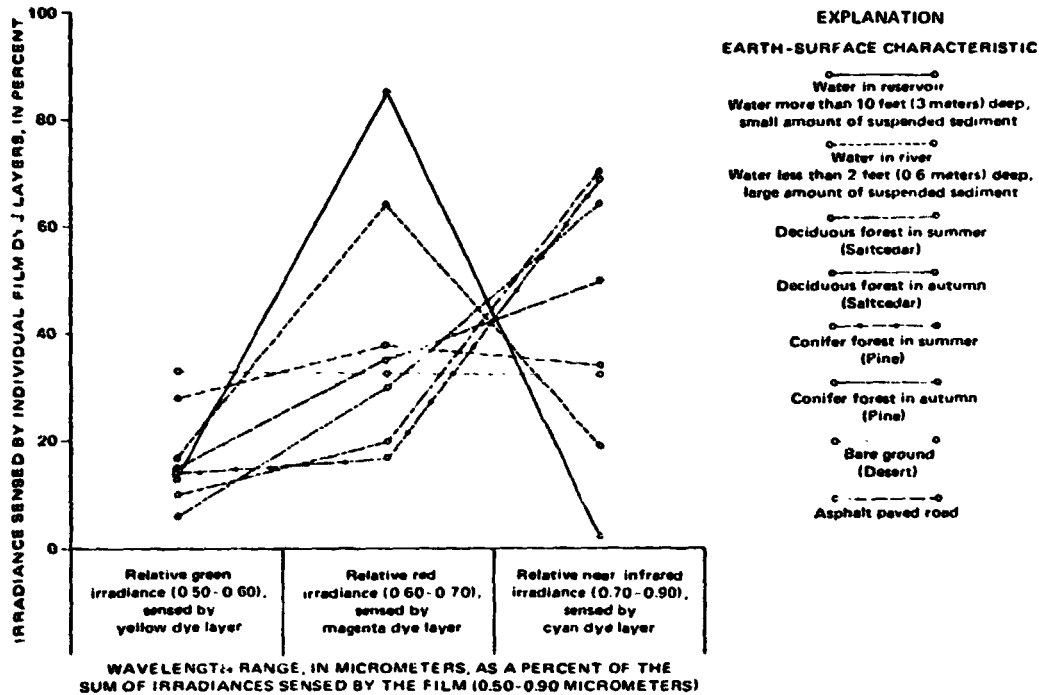 IRRADIANCE SENSED BY INDIVIDUAL FILM DYE LAYERS, IN PERCENT
100
80
60
40
20
0
Relative green
irradiance (0.50-0.60),
sensed by
yellow dye layer
Relative red
irradiance (0.60-0.70),
sensed by
magenta dye layer
Relative near infrared
irradiance (0.70-0.90),
sensed by
cyan dye layer
WAVELENGTH RANGE, IN MICROMETERS, AS A PERCENT OF THE
SUM OF IRRADIANCES SENSED BY THE FILM (0.50-0.90 MICROMETERS)
EXPLANATION
EARTH-SURFACE CHARACTERISTIC
Water in reservoir
Water more than 10 feet (3 meters) deep,
small amount of suspended sediment
Water in river
Water less than 2 feet (0.6 meters) deep,
large amount of suspended sediment
Deciduous forest in summer
(Saltcedar)
Deciduous forest in autumn
(Saltcedar)
Conifer forest in summer
(Pine)
Conifer forest in autumn
(Pine)
Bare ground
(Desert)
Asphalt paved road